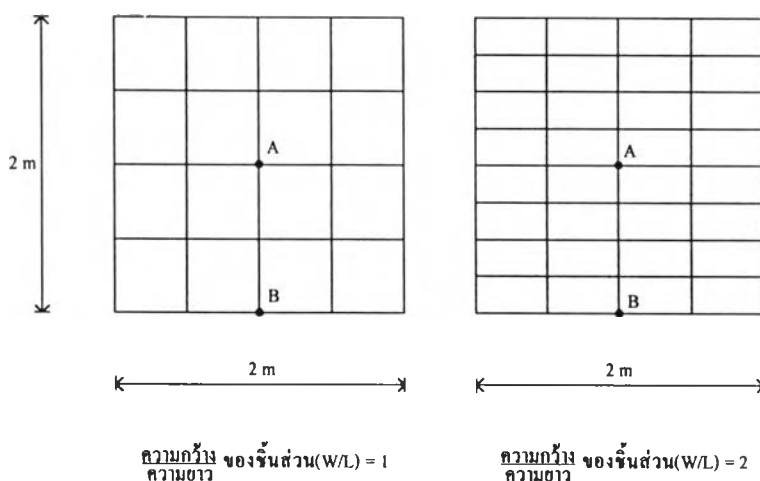 A
A
2 m
B
B
2 m
2 m
ความกว้าง ของชิ้นส่วน(W/L) = 1
ความยาว
ความกว้าง ของชิ้นส่วน(W/L) = 2
ความยาว